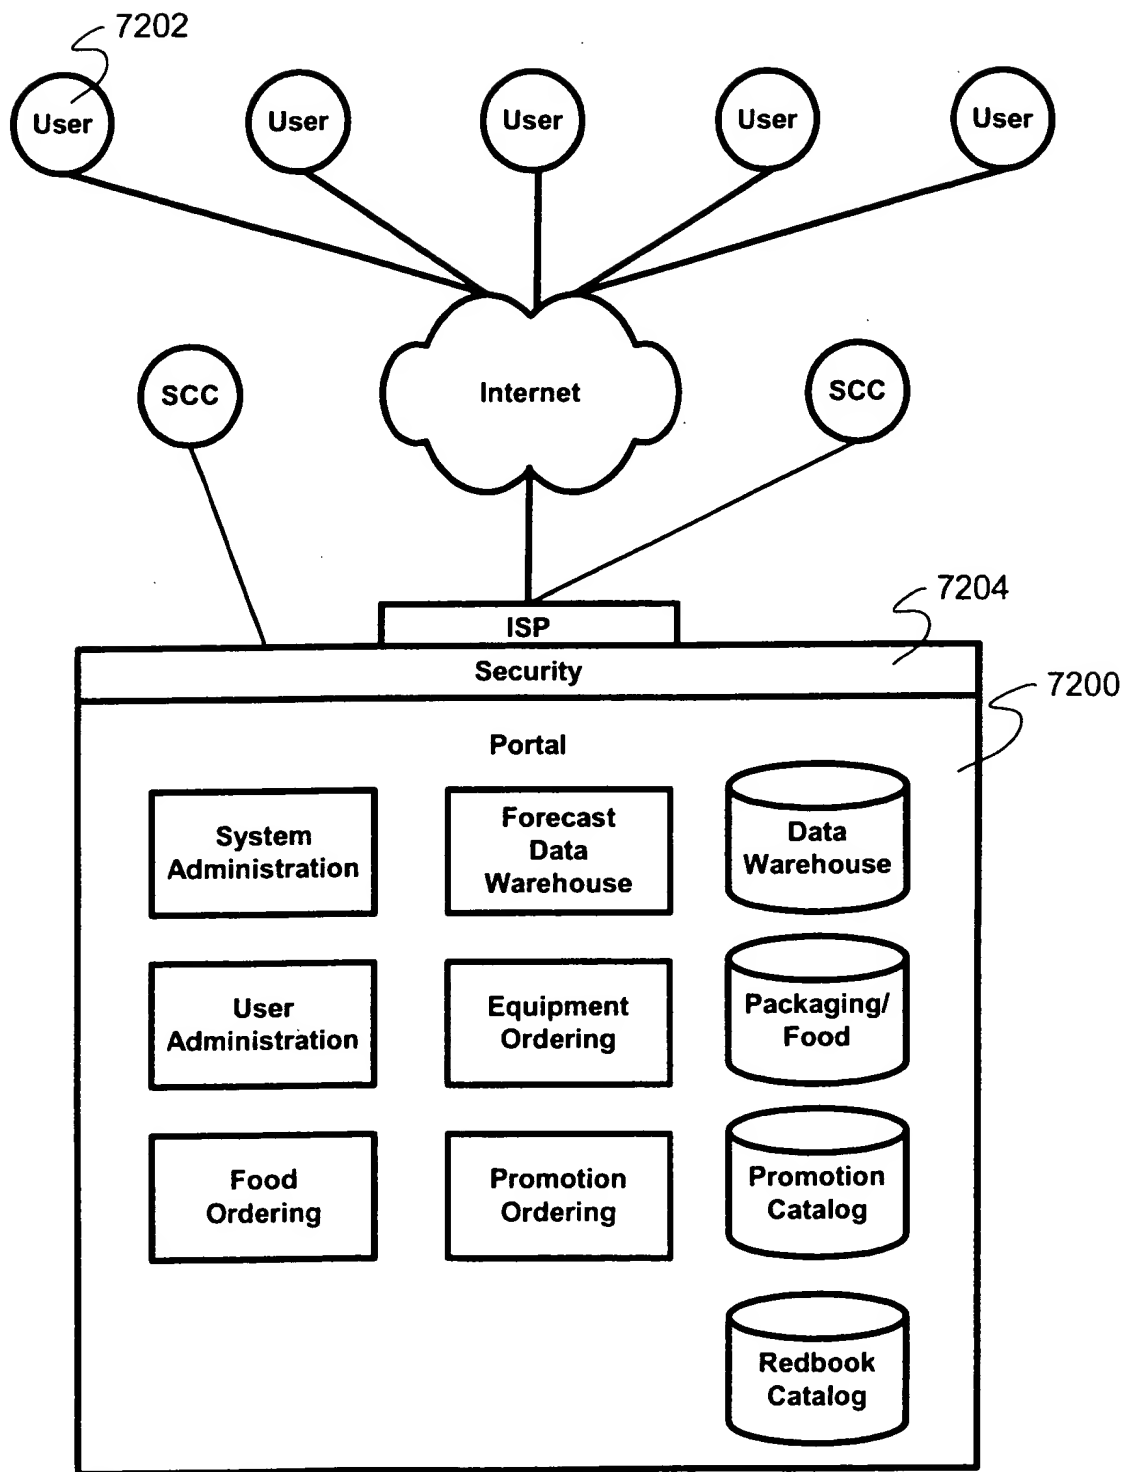 7202
User
User
User
User
User
SCC
Internet
SCC
7204
ISP
Security
7200
Portal
System
Administration
Forecast
Data
Warehouse
Data
Warehouse
User
Administration
Equipment
Ordering
Packaging/
Food
Food
Ordering
Promotion
Ordering
Promotion
Catalog
Redbook
Catalog